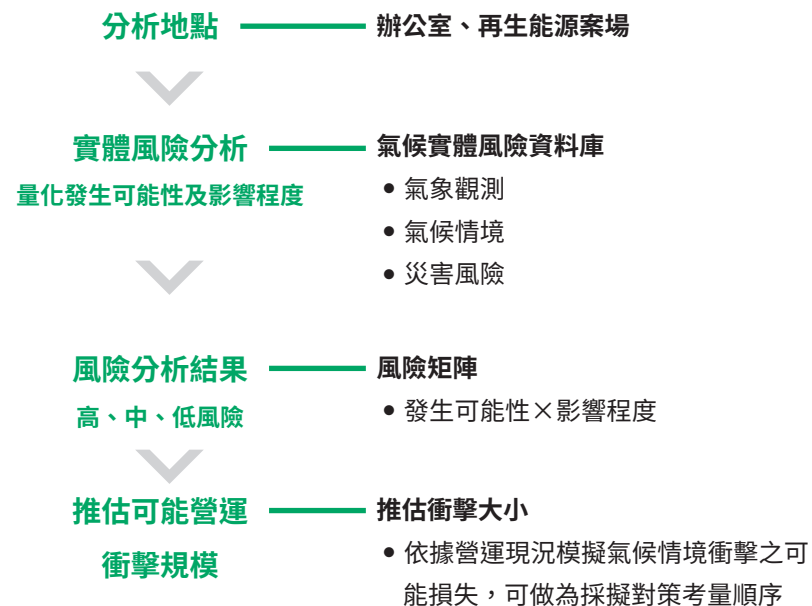 分析地點
辦公室、再生能源案場
實體風險分析
量化發生可能性及影響程度
氣候實體風險資料庫
• 氣象觀測
• 氣候情境
• 災害風險
風險分析結果
高、中、低風險
風險矩陣
• 發生可能性×影響程度
推估可能營運
衝擊規模
推估衝擊大小
• 依據營運現況模擬氣候情境衝擊之可
能損失，可做為採擬對策考量順序